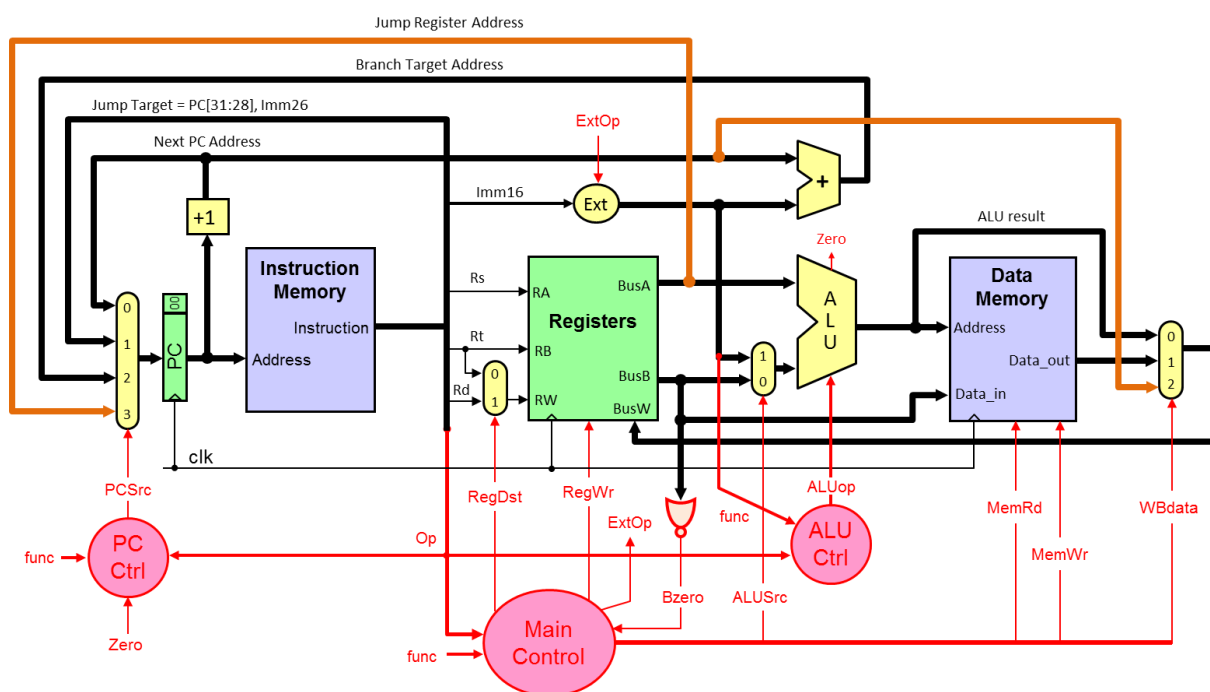 Jump Register Address
Branch Target Address
Jump Target = PC[31:28], Imm26
Next PC Address
ExtOp
+1
Imm16
Ext
+
ALU result
Zero
Instruction
Memory
Instruction
Address
00
PC
0
1
2
3
Rs
Rt
Rd
0
1
RA
RB
RW
Registers
BusA
BusB
BusW
1
0
A
L
U
Data
Memory
Address
Data_out
Data_in
0
1
2
clk
PCSrc
RegDst
RegWr
ExtOp
func
ALUop
MemRd
WBdata
MemWr
PC
Ctrl
func
Zero
Op
ALU
Ctrl
Bzero
ALUSrc
Main
Control
func